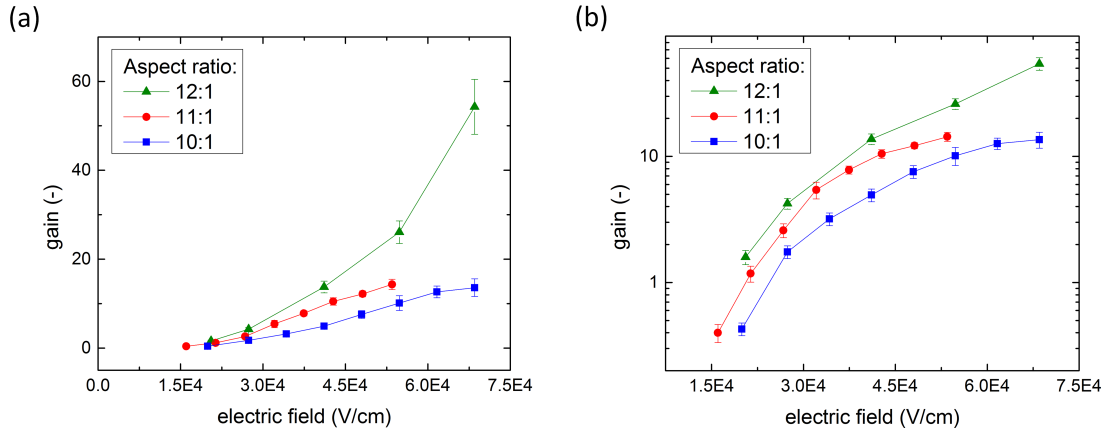 (a)
60
40
20
0
gain (-)
Aspect ratio:
12:1
11:1
10:1
0.0
1.5E4
3.0E4
4.5E4
6.0E4
7.5E4
electric field (V/cm)
(b)
10
1
gain (-)
Aspect ratio:
12:1
11:1
10:1
1.5E4
3.0E4
4.5E4
6.0E4
7.5E4
electric field (V/cm)